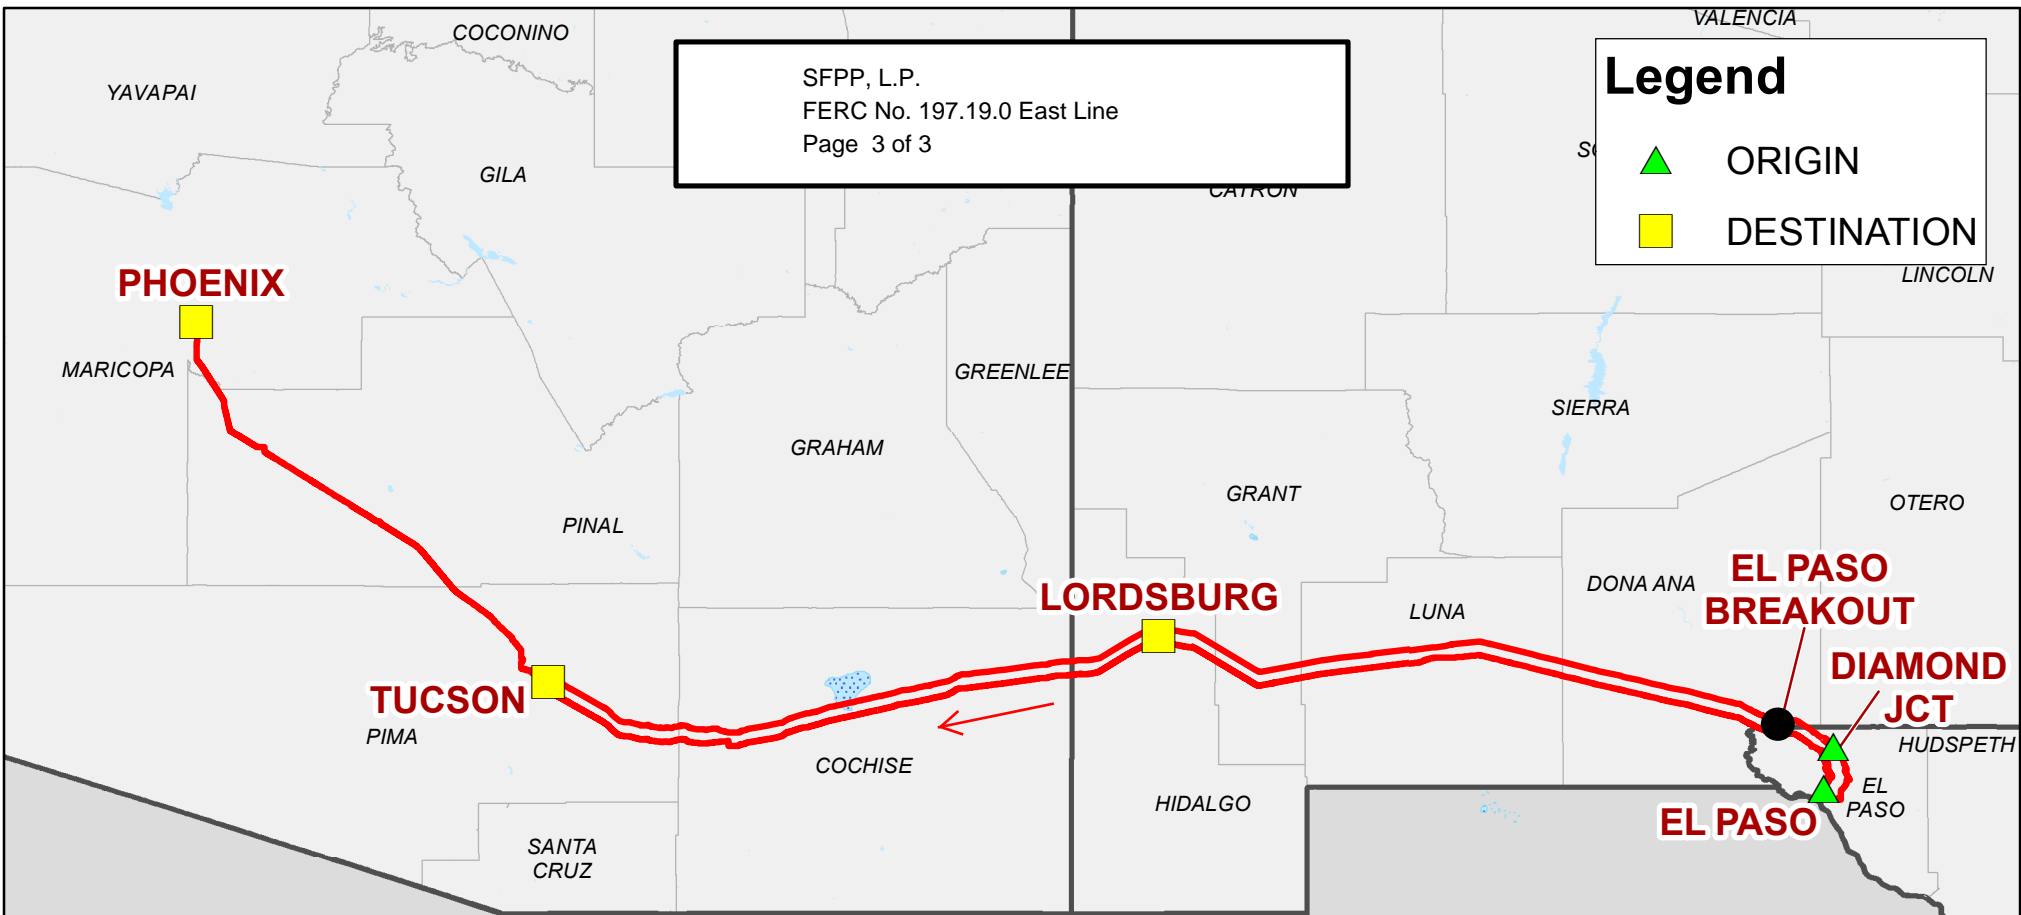 COCONINO
VALENCIA
YAVAPAI
SFPP, L.P.
FERC No. 197.19.0 East Line
Page 3 of 3
Legend
ORIGIN
DESTINATION
GILA
CATRON
LINCOLN
PHOENIX
MARICOPA
GREENLEE
SIERRA
GRAHAM
GRANT
OTERO
PINAL
EL PASO
BREAKOUT
DONA ANA
LORDSBURG
LUNA
DIAMOND
JCT
TUCSON
PIMA
HUDSPETH
COCHISE
HIDALGO
EL
PASO
EL PASO
SANTA
CRUZ